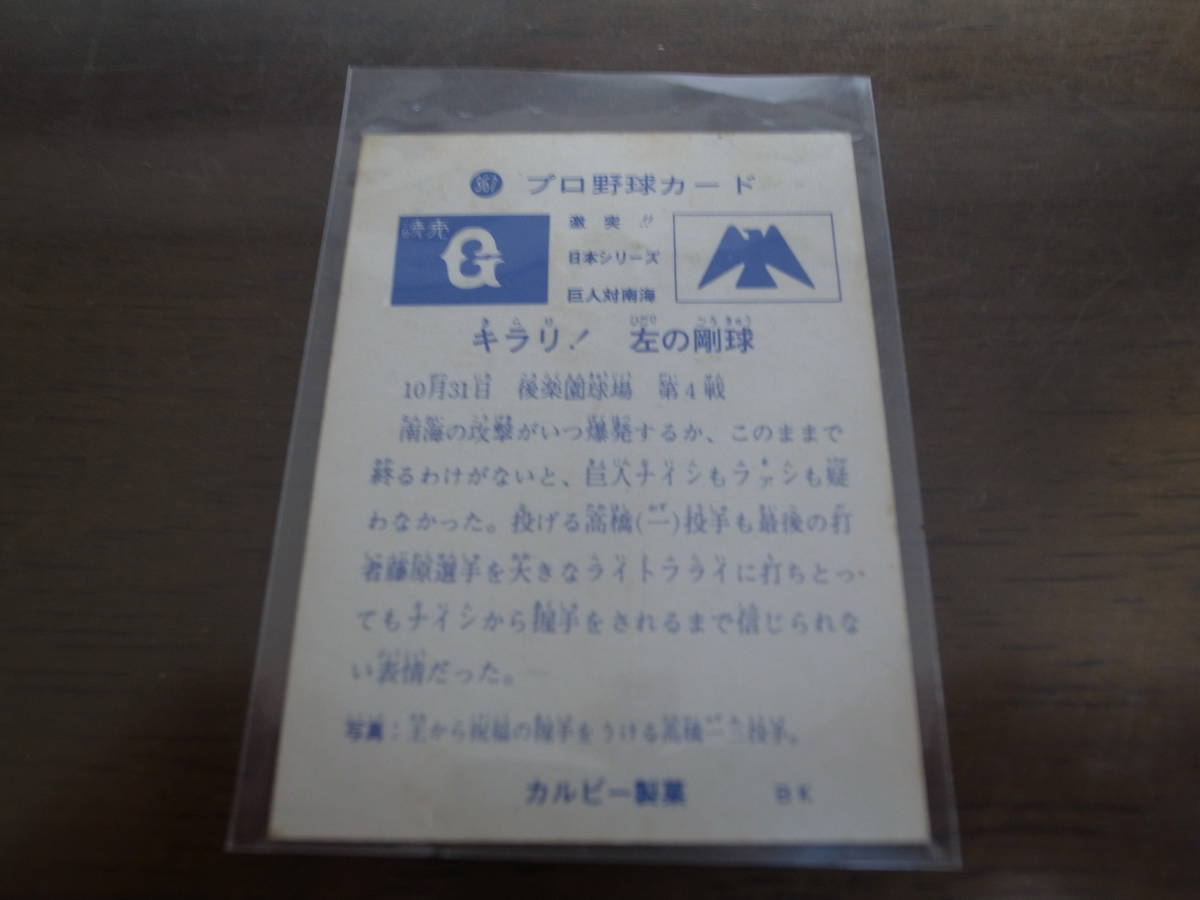 367 プロ野球カード
読売 G
激突!!
日本シリーズ
巨人対南海
キラリ! 左の剛球
10月31日 後楽園球場 第4戦
南海の攻撃がいつ爆発するか、このままで
終るわけがないと、巨人ナインもファンも疑
わなかった。投げる高橋(一)投手も最後の打
者藤原選手を大きなライトフライに打ちとっ
てもナインから握手をされるまで信じられな
い表情だった。
写真:王から祝福の握手をうける高橋一三投手。
カルビー製菓 BK